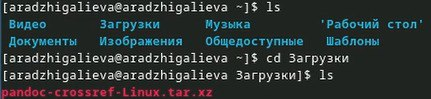 [aradzhigalieva@aradzhigalieva ~]$ ls
Видео Загрузки Музыка 'Рабочий стол'
Документы Изображения Общедоступные Шаблоны
[aradzhigalieva@aradzhigalieva ~]$ cd Загрузки
[aradzhigalieva@aradzhigalieva Загрузки]$ ls
pandoc-crossref-Linux.tar.xz